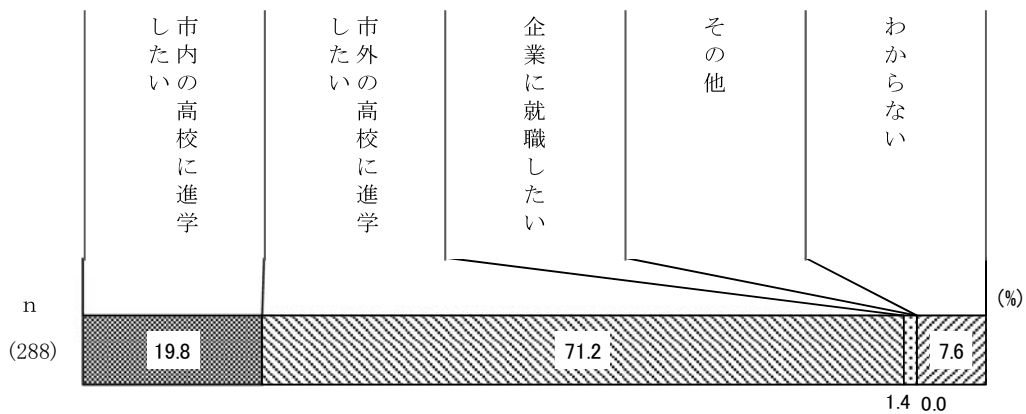 市内の高校に進学
したい
市外の高校に進学
したい
企業に就職したい
その他
わからない
(%)
n
(288)
19.8
71.2
7.6
1.4
0.0